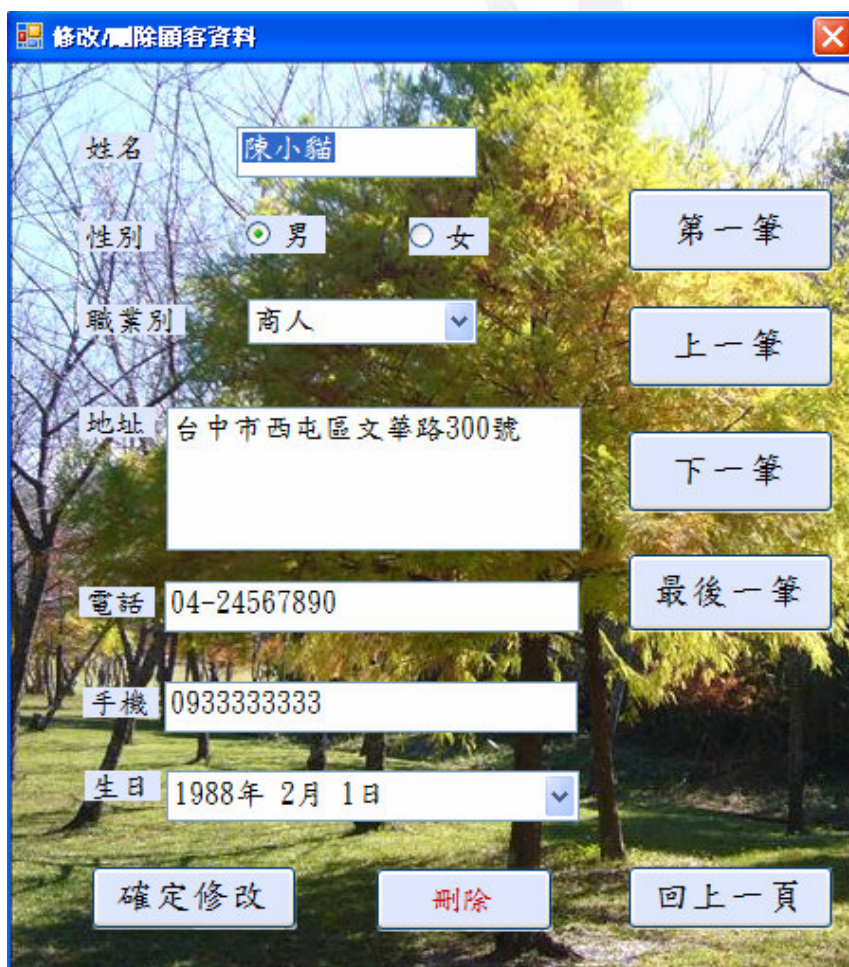 修改/刪除顧客資料
姓名 陳小貓
性別 男 女
第一筆
職業別 商人
上一筆
地址 台中市西屯區文華路300號
下一筆
電話 04-24567890
最後一筆
手機 0933333333
生日 1988年 2月 1日
確定修改 刪除 回上一頁